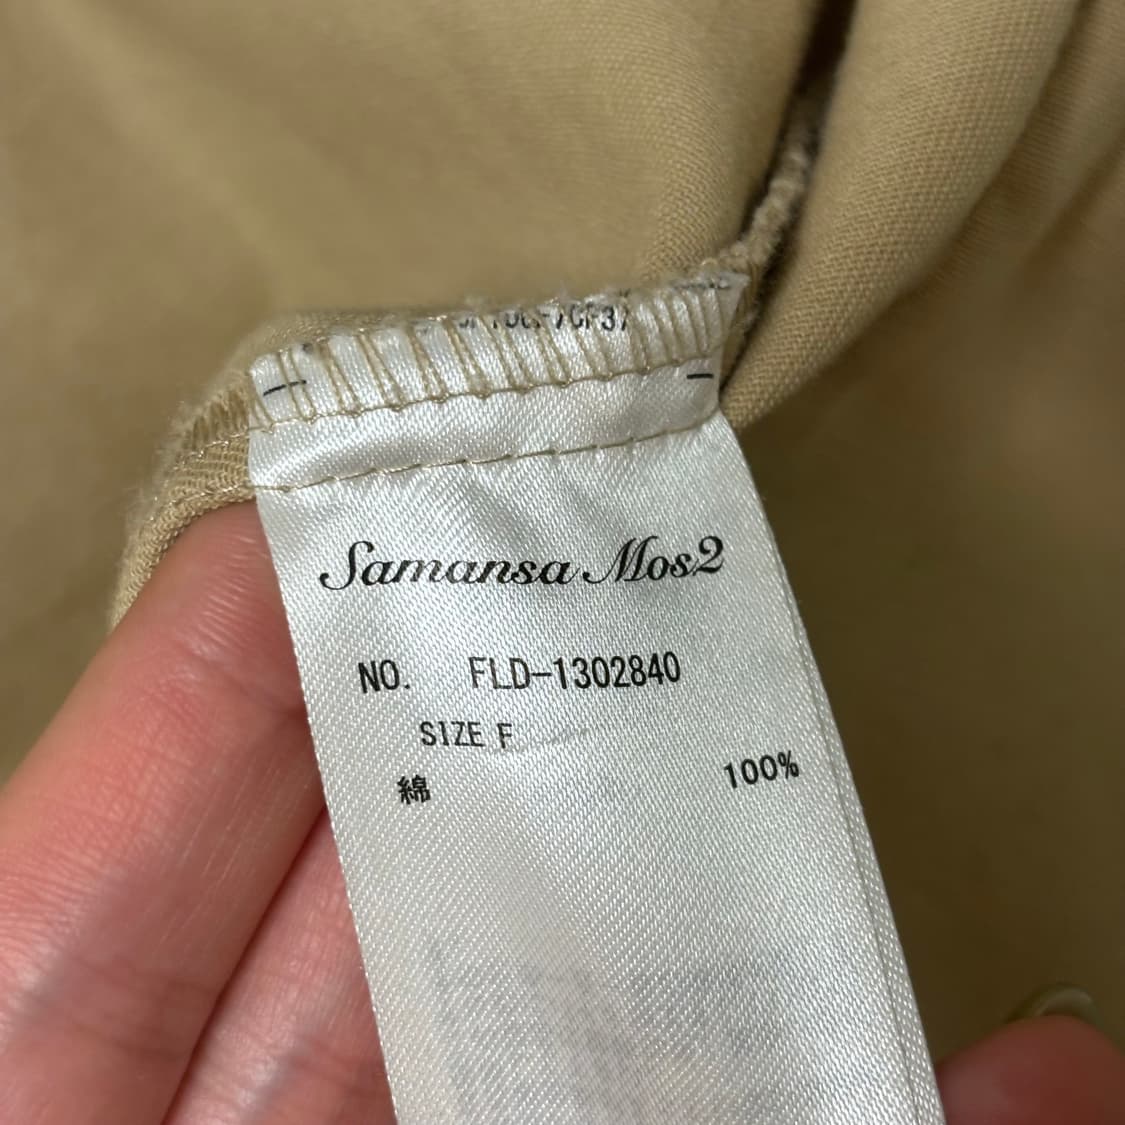 Samansa Mos2
NO. FLD-1302840
SIZE F
綿 100%